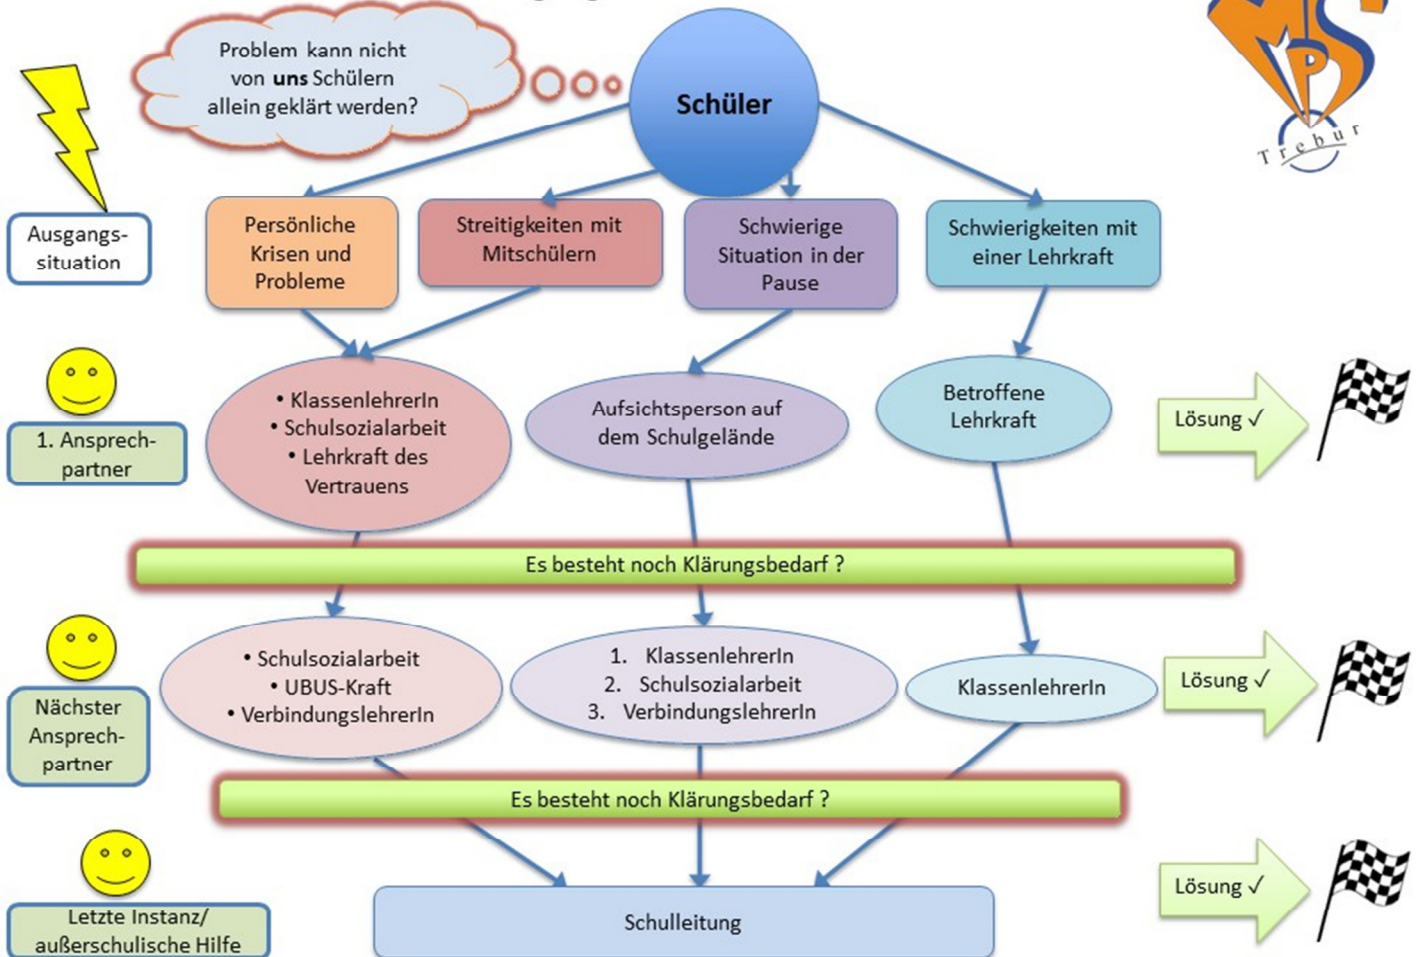 Problem kann nicht
von uns Schülern
allein geklärt werden?
Schüler
MPS
Trebur
Ausgangs-
situation
Persönliche
Krisen und
Probleme
Streitigkeiten mit
Mitschülern
Schwierige
Situation in der
Pause
Schwierigkeiten mit
einer Lehrkraft
1. Ansprech-
partner
• KlassenlehrerIn
• Schulsozialarbeit
• Lehrkraft des
Vertrauens
Aufsichtsperson auf
dem Schulgelände
Betroffene
Lehrkraft
Lösung ✓
Es besteht noch Klärungsbedarf ?
Nächster
Ansprech-
partner
• Schulsozialarbeit
• UBUS-Kraft
• VerbindungslehrerIn
1. KlassenlehrerIn
2. Schulsozialarbeit
3. VerbindungslehrerIn
KlassenlehrerIn
Lösung ✓
Es besteht noch Klärungsbedarf ?
Letzte Instanz/
außerschulische Hilfe
Schulleitung
Lösung ✓